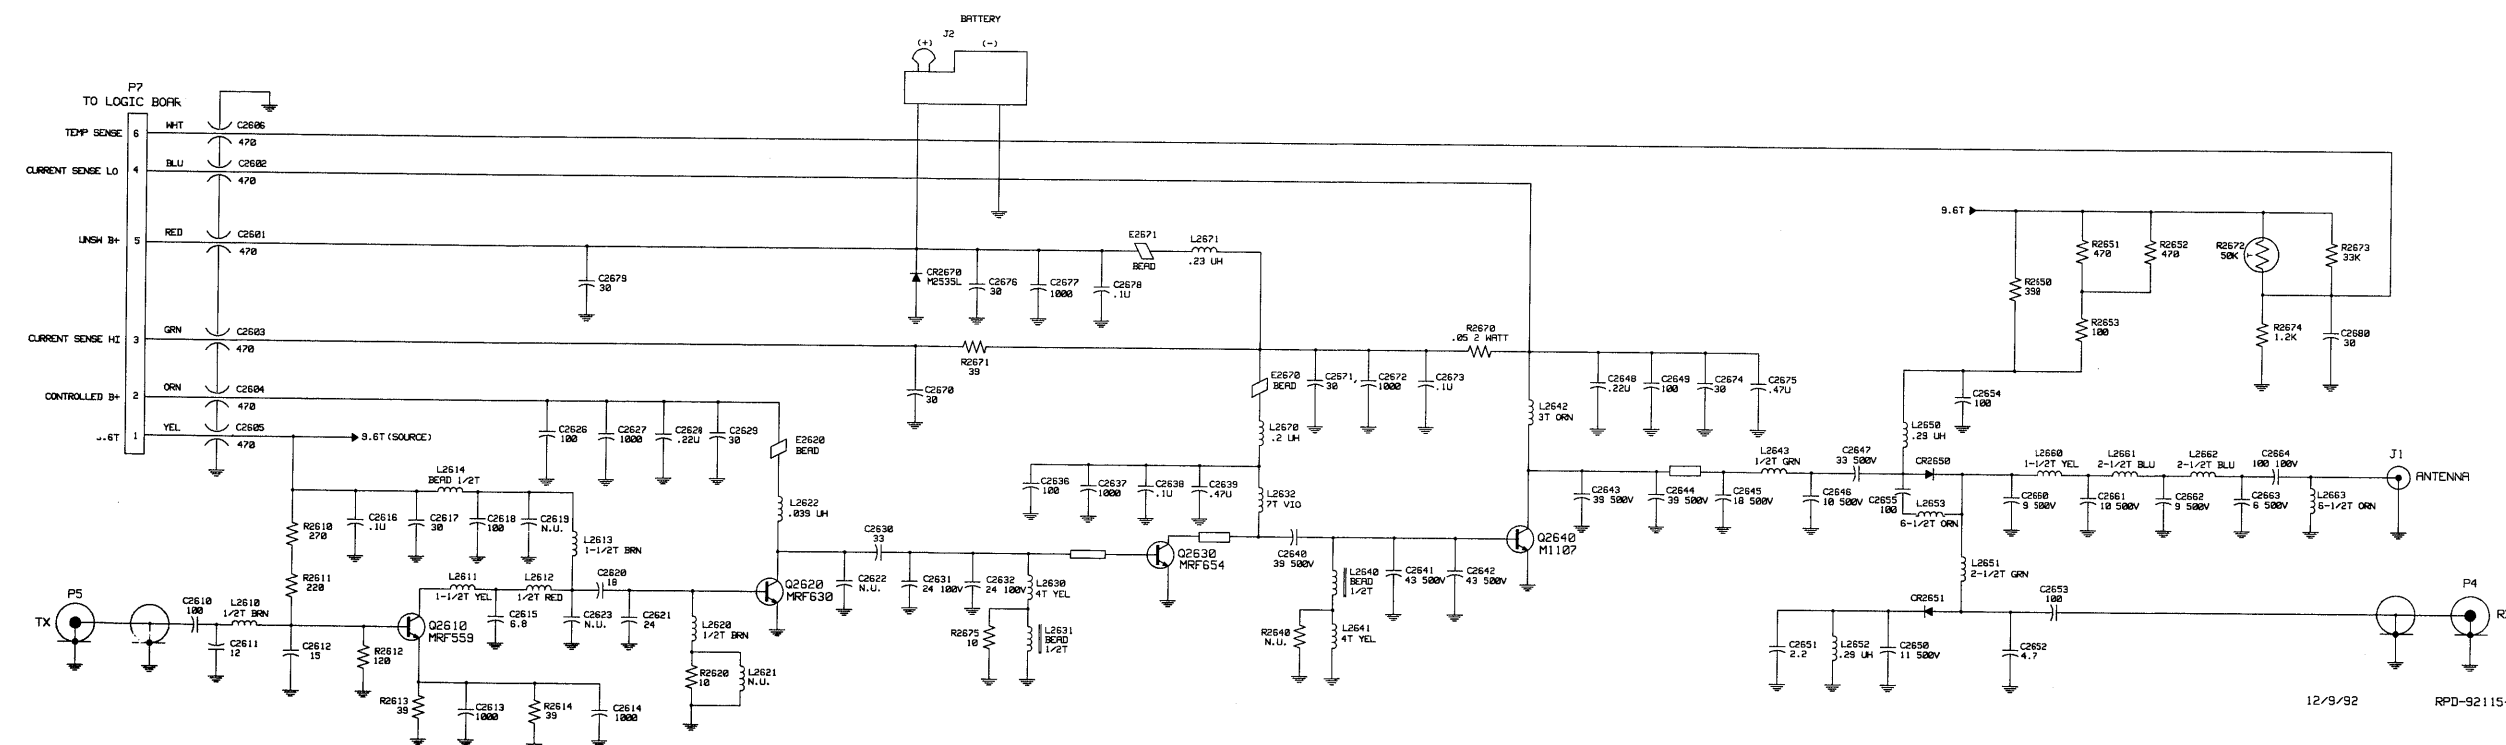 BATTERY
J2
(+)
(-)
P7
TO LOGIC BOAR
TEMP SENSE
6
WHT
C2606
470
CURRENT SENSE LO
4
BLU
C2602
470
UNSW B+
5
RED
C2601
470
CURRENT SENSE HI
3
GRN
C2603
470
CONTROLLED B+
2
ORN
C2604
470
.6T
1
YEL
C2605
470
9.6T(SOURCE)
C2679
30
CR2670
M2535L
C2676
30
C2677
1000
C2678
.1U
E2671
BEAD
L2671
.23 UH
R2671
39
C2670
30
R2670
.05 2 WATT
E2670
BEAD
C2671
30
C2672
1000
C2673
.1U
L2670
.2 UH
L2642
3T ORN
C2648
.22U
C2649
100
C2674
30
C2675
.47U
9.6T
R2650
390
R2651
470
R2652
470
R2653
100
R2672
50K
R2673
33K
R2674
1.2K
C2680
30
C2654
100
L2650
.29 UH
C2626
100
C2627
1000
C2628
.22U
C2629
30
E2620
BEAD
L2622
.039 UH
L2614
BEAD 1/2T
R2610
270
C2616
.1U
C2617
30
C2618
100
C2619
N.U.
L2613
1-1/2T BRN
R2611
220
P5
TX
C2610
100
L2610
1/2T BRN
C2611
12
C2612
15
R2612
120
Q2610
MRF559
L2611
1-1/2T YEL
L2612
1/2T RED
C2615
6.8
C2623
N.U.
C2620
18
C2621
24
L2620
1/2T BRN
R2620
10
L2621
N.U.
R2613
39
C2613
1000
R2614
39
C2614
1000
Q2620
MRF630
C2622
N.U.
C2630
33
C2631
24 100V
C2632
24 100V
L2630
4T YEL
R2675
10
L2631
BEAD
1/2T
C2636
100
C2637
1000
C2638
.1U
C2639
.47U
L2632
7T VIO
Q2630
MRF654
C2640
39 500V
L2640
BEAD
1/2T
R2640
N.U.
L2641
4T YEL
C2641
43 500V
C2642
43 500V
Q2640
M1107
C2643
39 500V
C2644
39 500V
C2645
18 500V
L2643
1/2T GRN
C2646
10 500V
C2647
33 500V
C2655
100
CR2650
L2653
6-1/2T ORN
C2660
9 500V
L2660
1-1/2T YEL
C2661
10 500V
L2661
2-1/2T BLU
C2662
9 500V
L2662
2-1/2T BLU
C2663
6 500V
C2664
100 100V
L2663
6-1/2T ORN
J1
ANTENNA
L2651
2-1/2T GRN
CR2651
C2653
100
C2651
2.2
L2652
.29 UH
C2650
11 500V
C2652
4.7
P4
12/9/92
RPD-92115